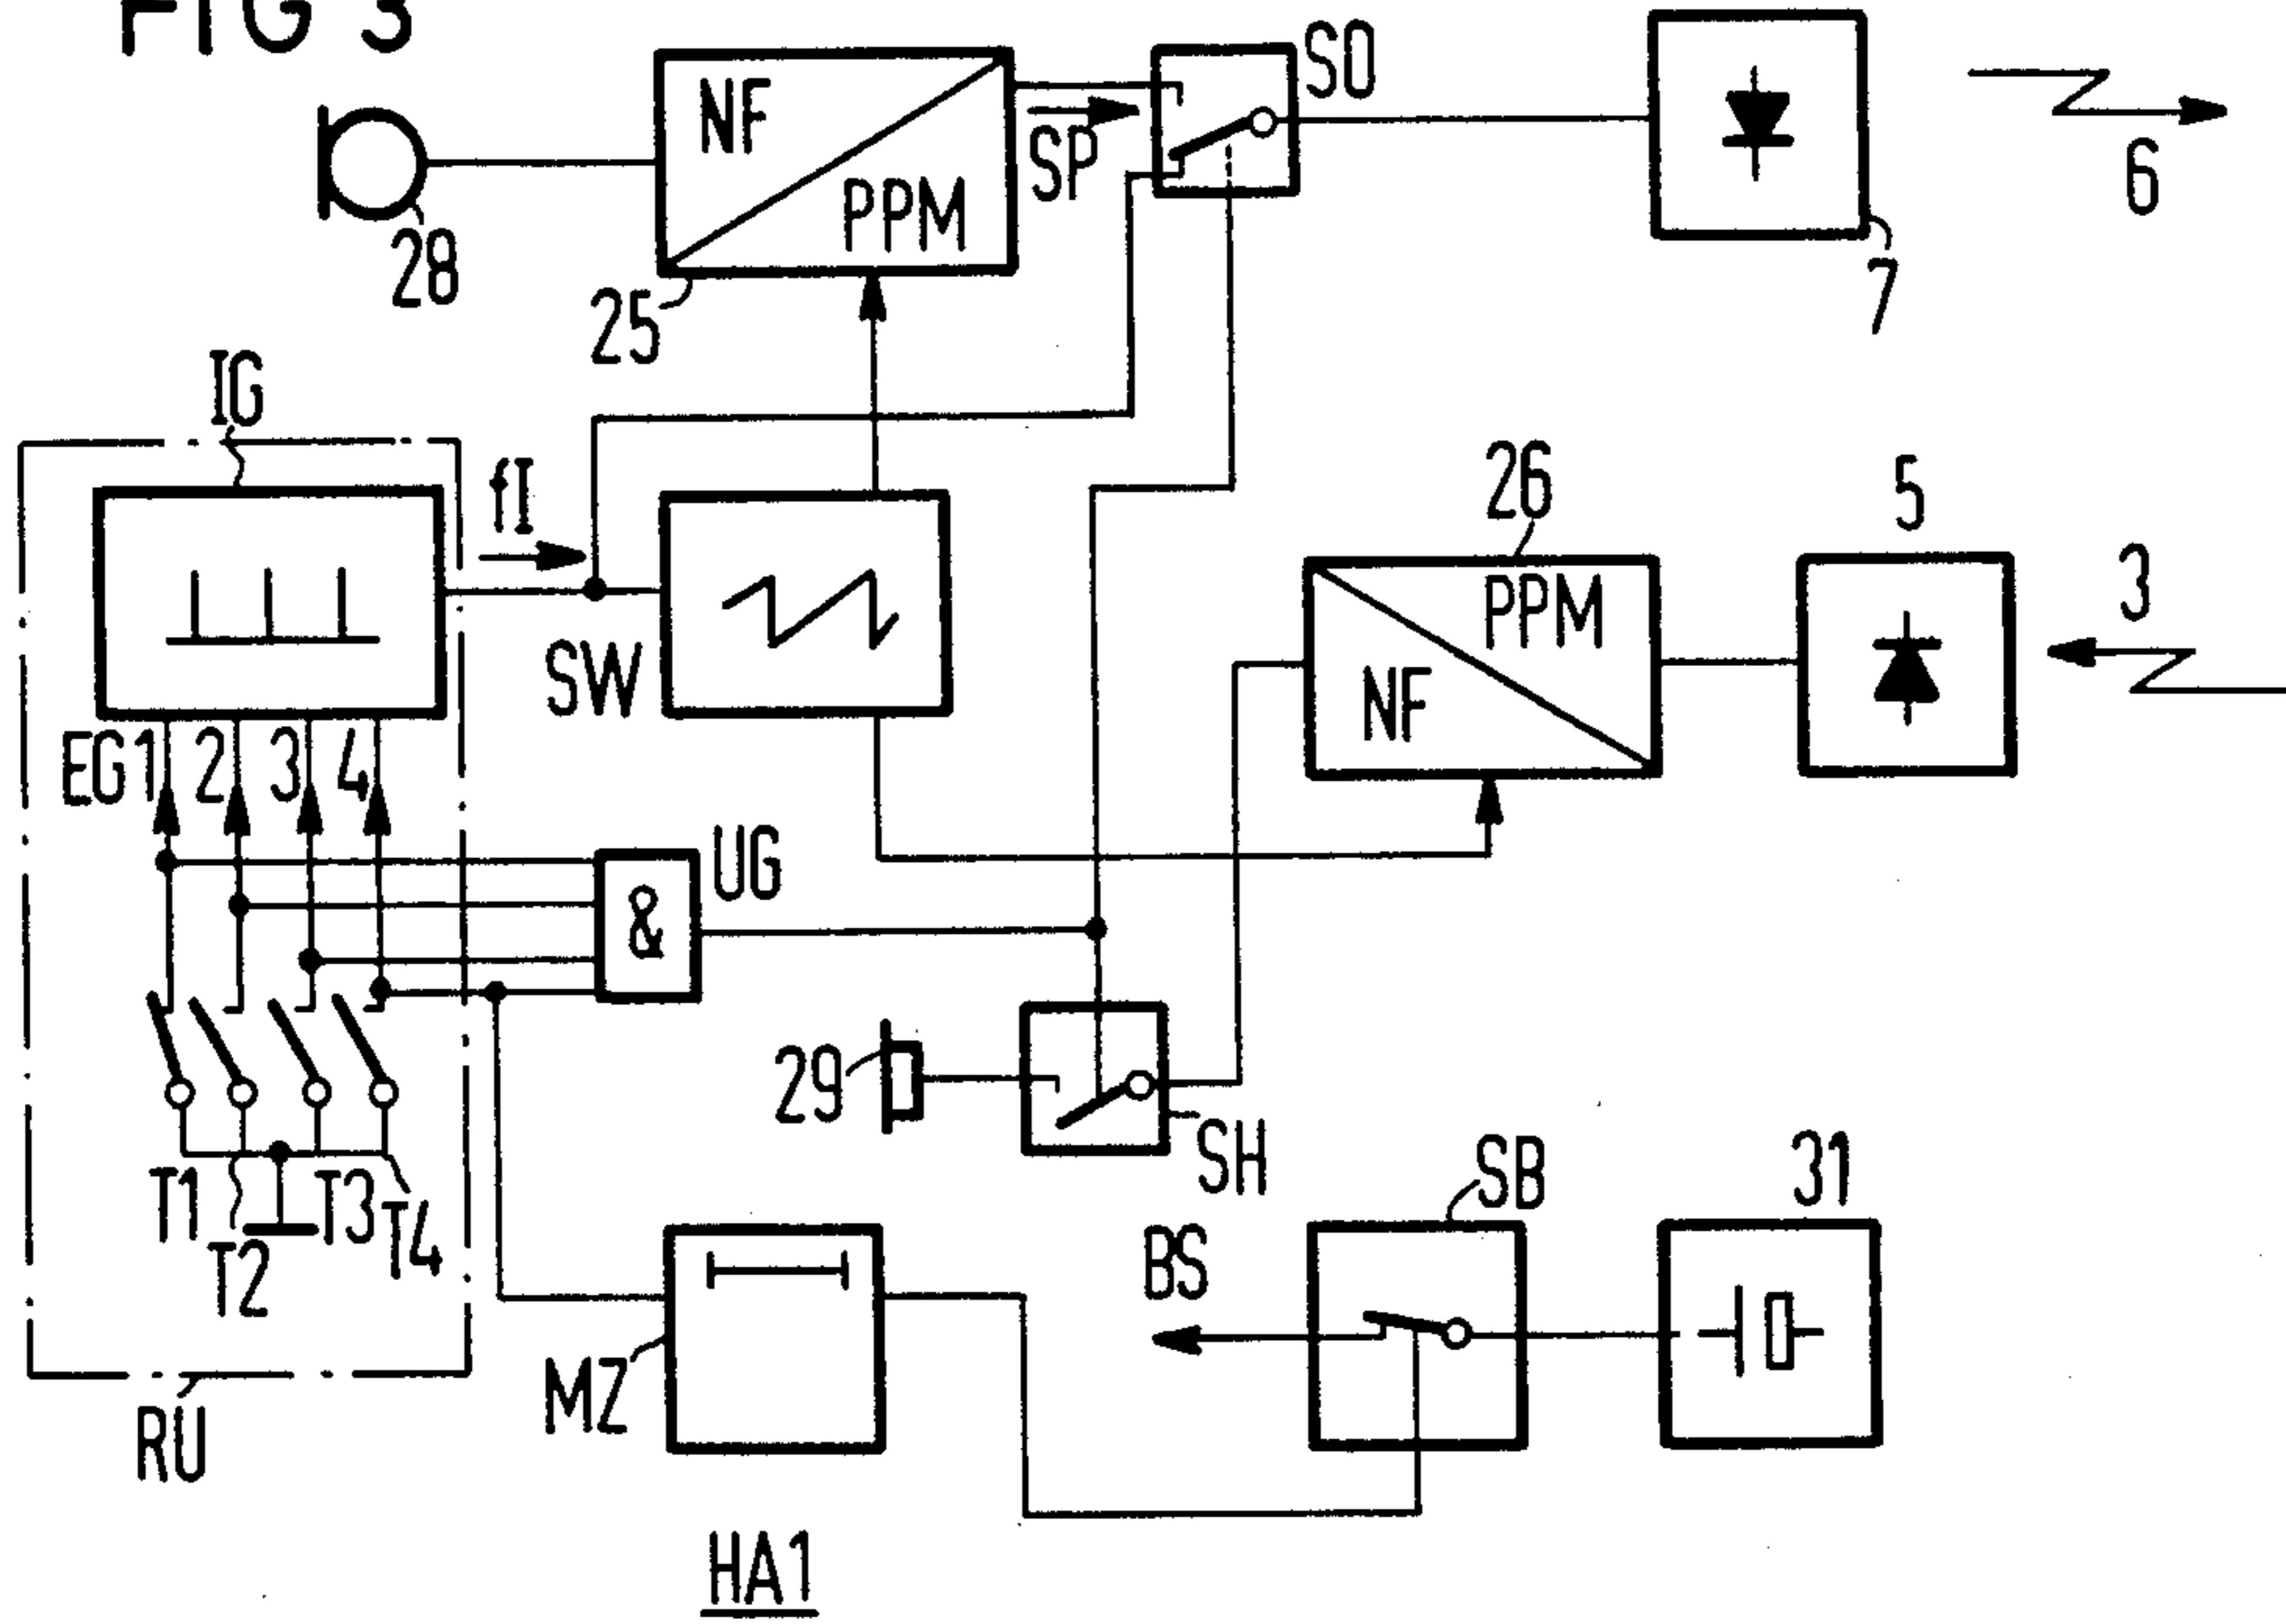 FIG 3
NF
PPM
SP
SO
6
7
28
25
IG
fI
SW
26
PPM
NF
5
3
EG1 2 3 4
UG
&
29
SH
T1
T2
T3
T4
RU
MZ
BS
SB
31
HA1